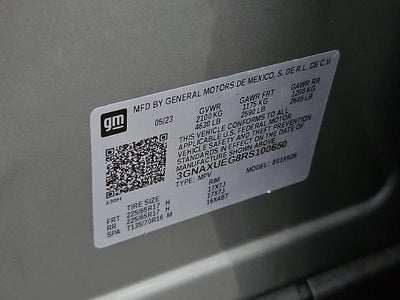 gm
MFD BY GENERAL MOTORS DE MEXICO, S. DE R.L. DE C.V.
05/23 GVWR GAWR FRT GAWR RR
2100 KG 1175 KG 1200 KG
4630 LB 2590 LB 2645 LB
THIS VEHICLE CONFORMS TO ALL
APPLICABLE U.S. FEDERAL MOTOR
VEHICLE SAFETY AND THEFT PREVENTION
STANDARDS IN EFFECT ON THE DATE OF
MANUFACTURE SHOWN ABOVE.
3GNAXUEG8RS100650
TYPE: MPV MODEL:
TIRE SIZE RIM
FRT 225/65R17 H 17X7J
RR 225/65R17 H 17X7J
SPA T135/70R16 M 16X4BT